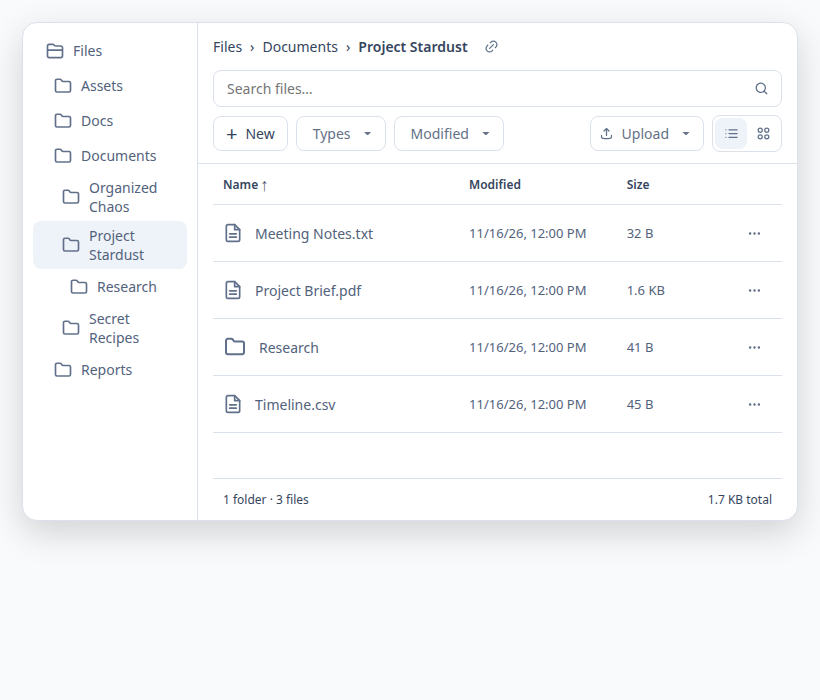 Files
Assets
Docs
Documents
Organized
Chaos
Project
Stardust
Research
Secret
Recipes
Reports
Files › Documents › Project Stardust
Search files...
+ New Types Modified Upload
Name ↑ Modified Size
Meeting Notes.txt 11/16/26, 12:00 PM 32 B
Project Brief.pdf 11/16/26, 12:00 PM 1.6 KB
Research 11/16/26, 12:00 PM 41 B
Timeline.csv 11/16/26, 12:00 PM 45 B
1 folder · 3 files 1.7 KB total